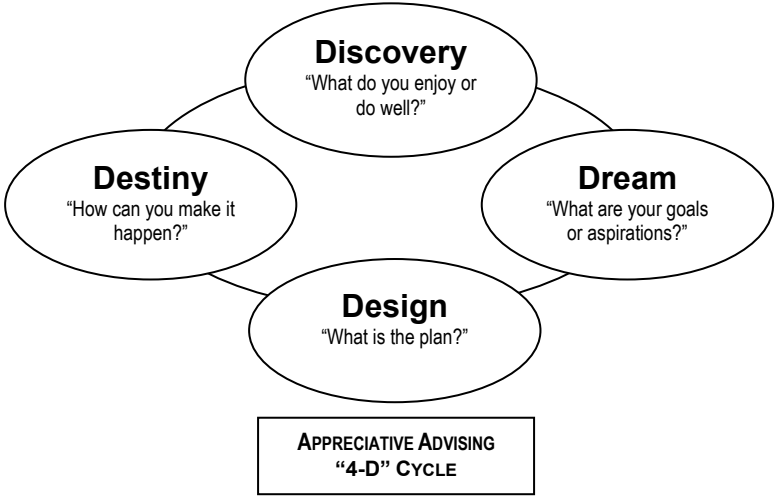 Discovery
“What do you enjoy or
do well?”
Destiny
“How can you make it
happen?”
Dream
“What are your goals
or aspirations?”
Design
“What is the plan?”
APPRECIATIVE ADVISING
“4-D” CYCLE